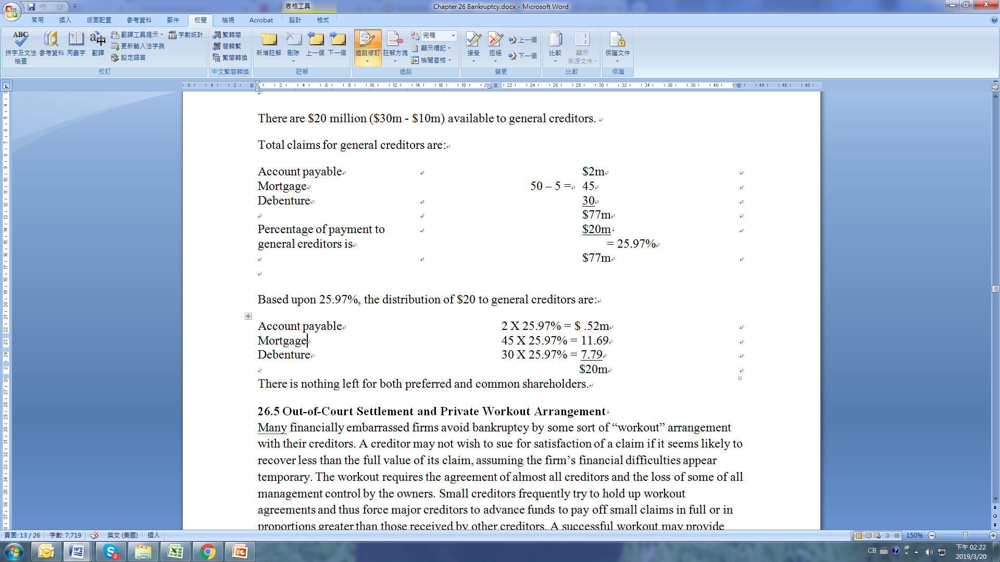 表格工具
Chapter 26 Bankruptcy.docx - Microsoft Word
常用 插入 版面配置 參考資料 郵件 校閱 檢視 Acrobat 設計 格式
ABC 拼字及文法檢查 參考資料 同義字 翻譯
翻譯工具提示 ABC 123 字數統計
更新輸入法字典
設定語言
校訂
繁轉簡
簡轉繁
繁簡轉換
中文繁簡轉換
新增註解 刪除 上一個 下一個
註解
追蹤修訂 註解方塊
完稿
顯示標記
檢閱窗格
追蹤
接受 拒絕
上一個
下一個
變更
比較 顯示來源文件
比較
保護文件
保護
There are $20 million ($30m - $10m) available to general creditors.
Total claims for general creditors are:
Account payable $2m
Mortgage 50 – 5 = 45
Debenture 30
$77m
Percentage of payment to $20m
general creditors is = 25.97%
$77m
Based upon 25.97%, the distribution of $20 to general creditors are:
Account payable 2 X 25.97% = $ .52m
Mortgage 45 X 25.97% = 11.69
Debenture 30 X 25.97% = 7.79
$20m
There is nothing left for both preferred and common shareholders.
26.5 Out-of-Court Settlement and Private Workout Arrangement
Many financially embarrassed firms avoid bankruptcy by some sort of “workout” arrangement
with their creditors. A creditor may not wish to sue for satisfaction of a claim if it seems likely to
recover less than the full value of its claim, assuming the firm’s financial difficulties appear
temporary. The workout requires the agreement of almost all creditors and the loss of some of all
management control by the owners. Small creditors frequently try to hold up workout
agreements and thus force major creditors to advance funds to pay off small claims in full or in
proportions greater than those received by other creditors. A successful workout may provide
頁面: 13 / 26 字數: 7,719 英文 (美國) 插入 150%
CH 下午 02:22
2019/3/20